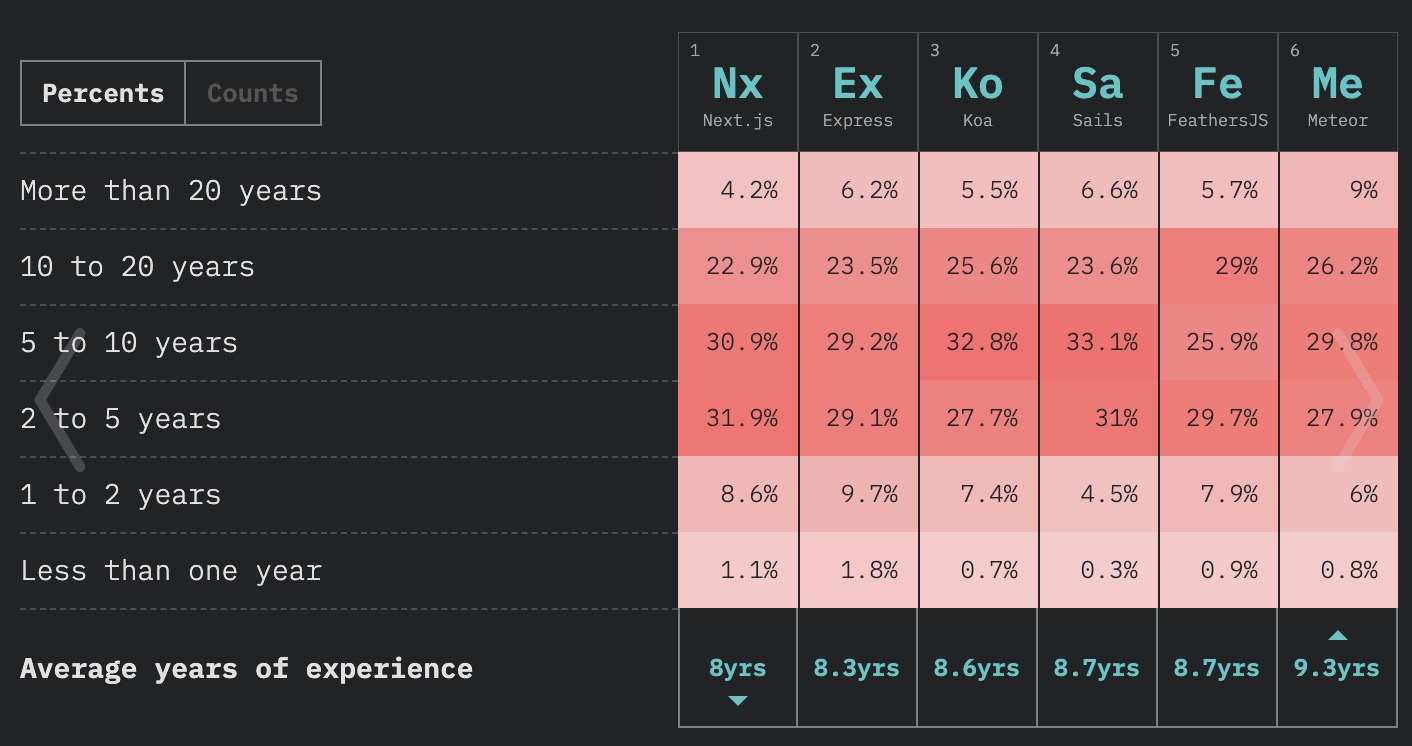 1 2 3 4 5 6
Percents Counts Nx Ex Ko Sa Fe Me
Next.js Express Koa Sails FeathersJS Meteor
More than 20 years 4.2% 6.2% 5.5% 6.6% 5.7% 9%
10 to 20 years 22.9% 23.5% 25.6% 23.6% 29% 26.2%
5 to 10 years 30.9% 29.2% 32.8% 33.1% 25.9% 29.8%
2 to 5 years 31.9% 29.1% 27.7% 31% 29.7% 27.9%
1 to 2 years 8.6% 9.7% 7.4% 4.5% 7.9% 6%
Less than one year 1.1% 1.8% 0.7% 0.3% 0.9% 0.8%
Average years of experience 8yrs 8.3yrs 8.6yrs 8.7yrs 8.7yrs 9.3yrs